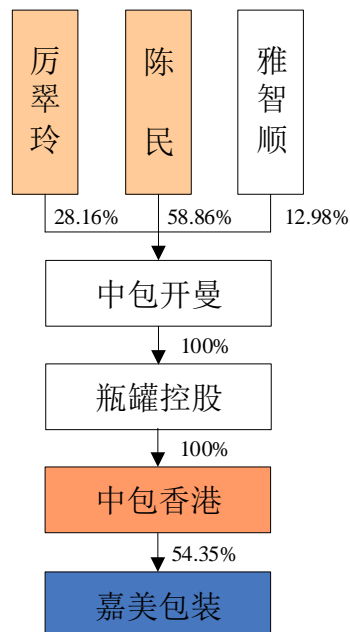 厉翠玲
陈民
雅智顺
28.16%
58.86%
12.98%
中包开曼
100%
瓶罐控股
100%
中包香港
54.35%
嘉美包装